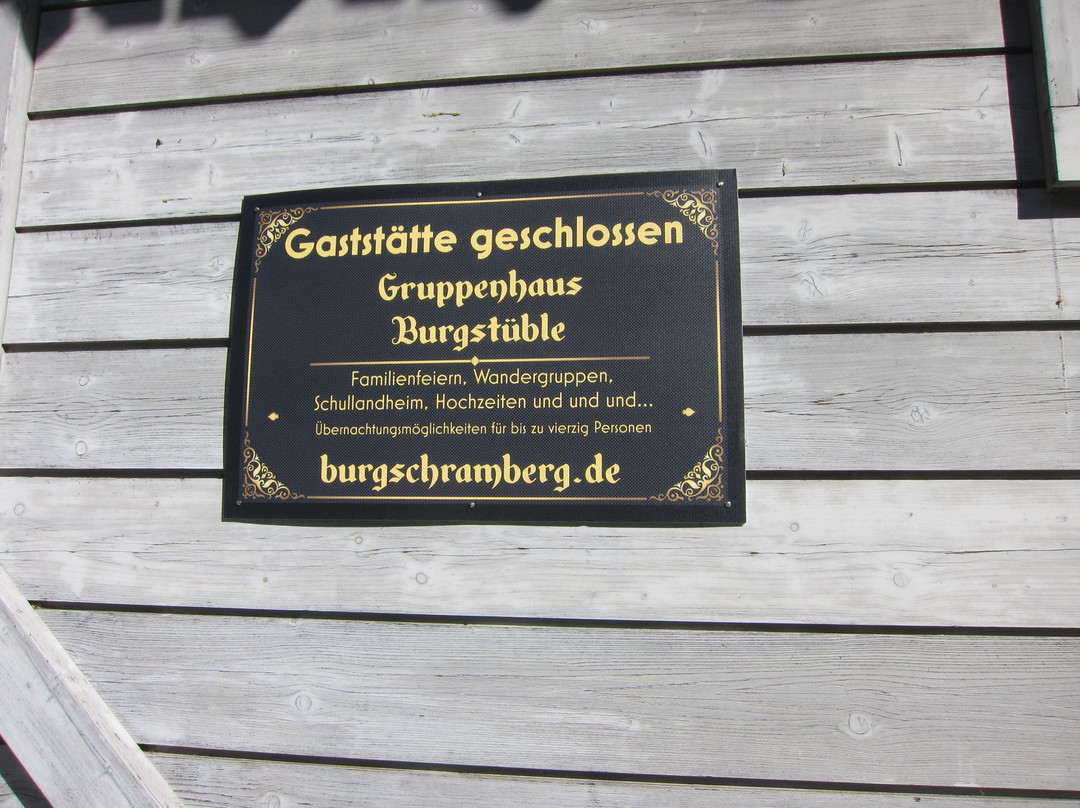 Gaststätte geschlossen
Gruppenhaus
Burgstüble
Familienfeiern, Wandergruppen,
Schullandheim, Hochzeiten und und und...
Übernachtungsmöglichkeiten für bis zu vierzig Personen
burgschramberg.de